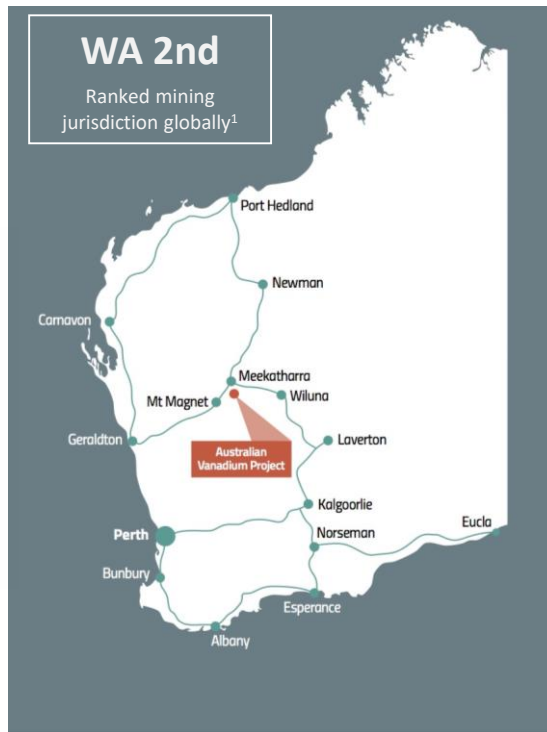 WA 2nd
Ranked mining
jurisdiction globally¹
Port Hedland
Newman
Carnavon
Meekatharra
Mt Magnet
Wiluna
Geraldton
Australian
Vanadium Project
Laverton
Kalgoorlie
Perth
Norseman
Eucla
Bunbury
Esperance
Albany